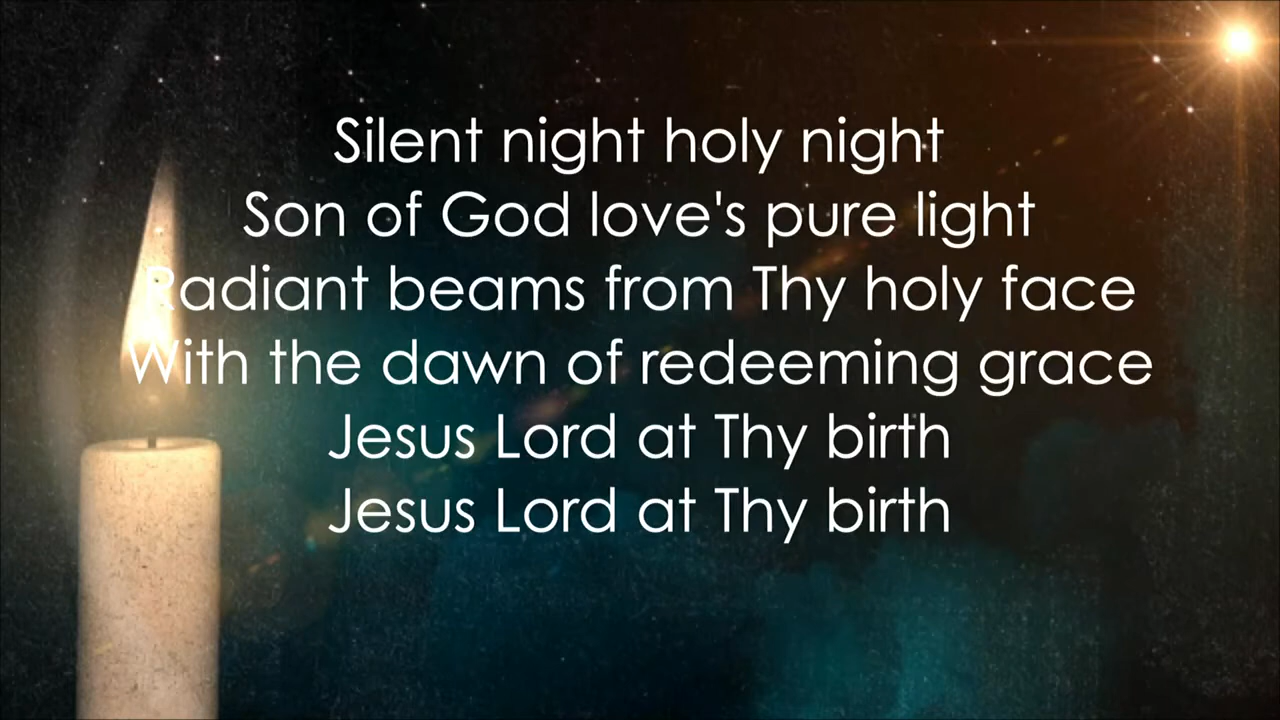 Silent night holy night
Son of God love's pure light
Radiant beams from Thy holy face
With the dawn of redeeming grace
Jesus Lord at Thy birth
Jesus Lord at Thy birth